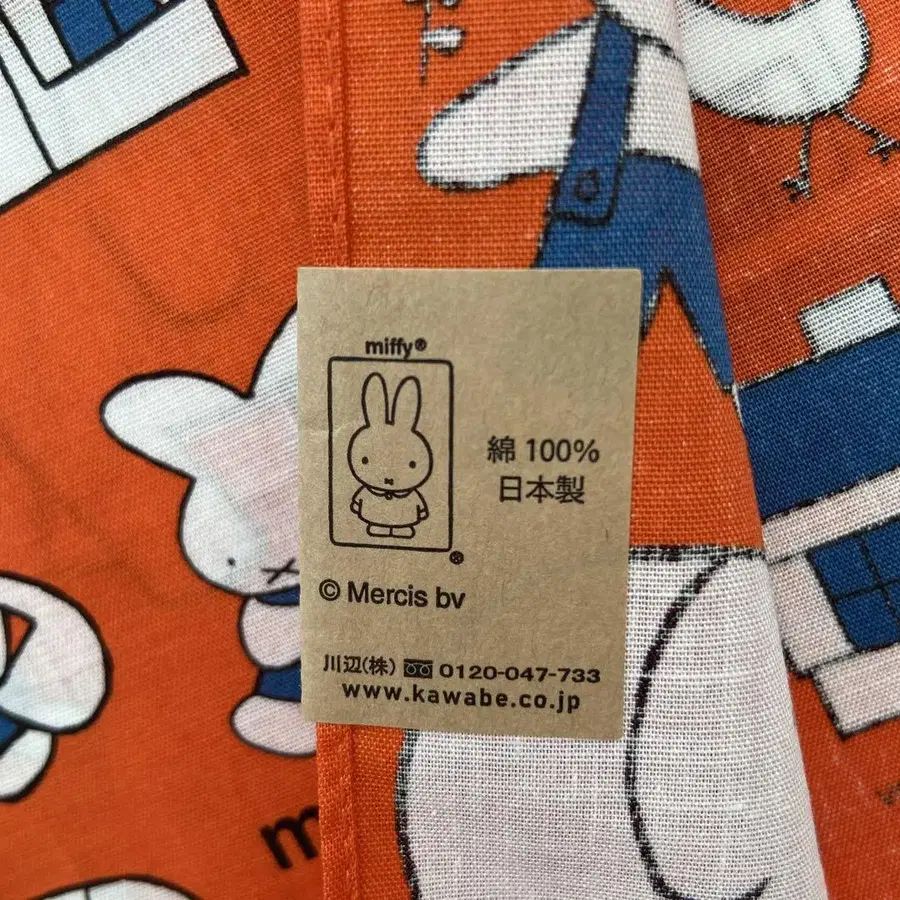 miffy®
綿 100%
日本製
®
© Mercis bv
川辺(株) 0120-047-733
www.kawabe.co.jp
m